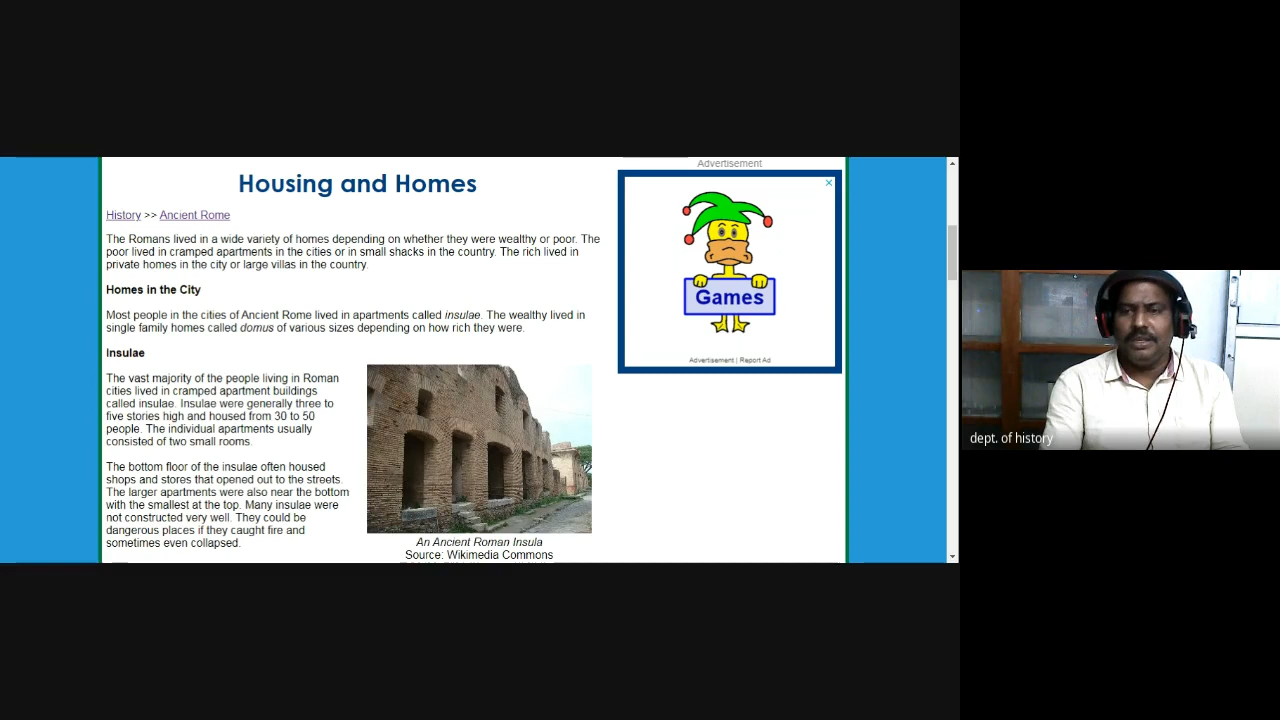 Advertisement
Housing and Homes
History >> Ancient Rome
The Romans lived in a wide variety of homes depending on whether they were wealthy or poor. The
poor lived in cramped apartments in the cities or in small shacks in the country. The rich lived in
private homes in the city or large villas in the country.
Homes in the City
Most people in the cities of Ancient Rome lived in apartments called insulae. The wealthy lived in
single family homes called domus of various sizes depending on how rich they were.
Insulae
The vast majority of the people living in Roman
cities lived in cramped apartment buildings
called insulae. Insulae were generally three to
five stories high and housed from 30 to 50
people. The individual apartments usually
consisted of two small rooms.
The bottom floor of the insulae often housed
shops and stores that opened out to the streets.
The larger apartments were also near the bottom
with the smallest at the top. Many insulae were
not constructed very well. They could be
dangerous places if they caught fire and
sometimes even collapsed.
An Ancient Roman Insula
Source: Wikimedia Commons
Games
Advertisement | Report Ad
dept. of history